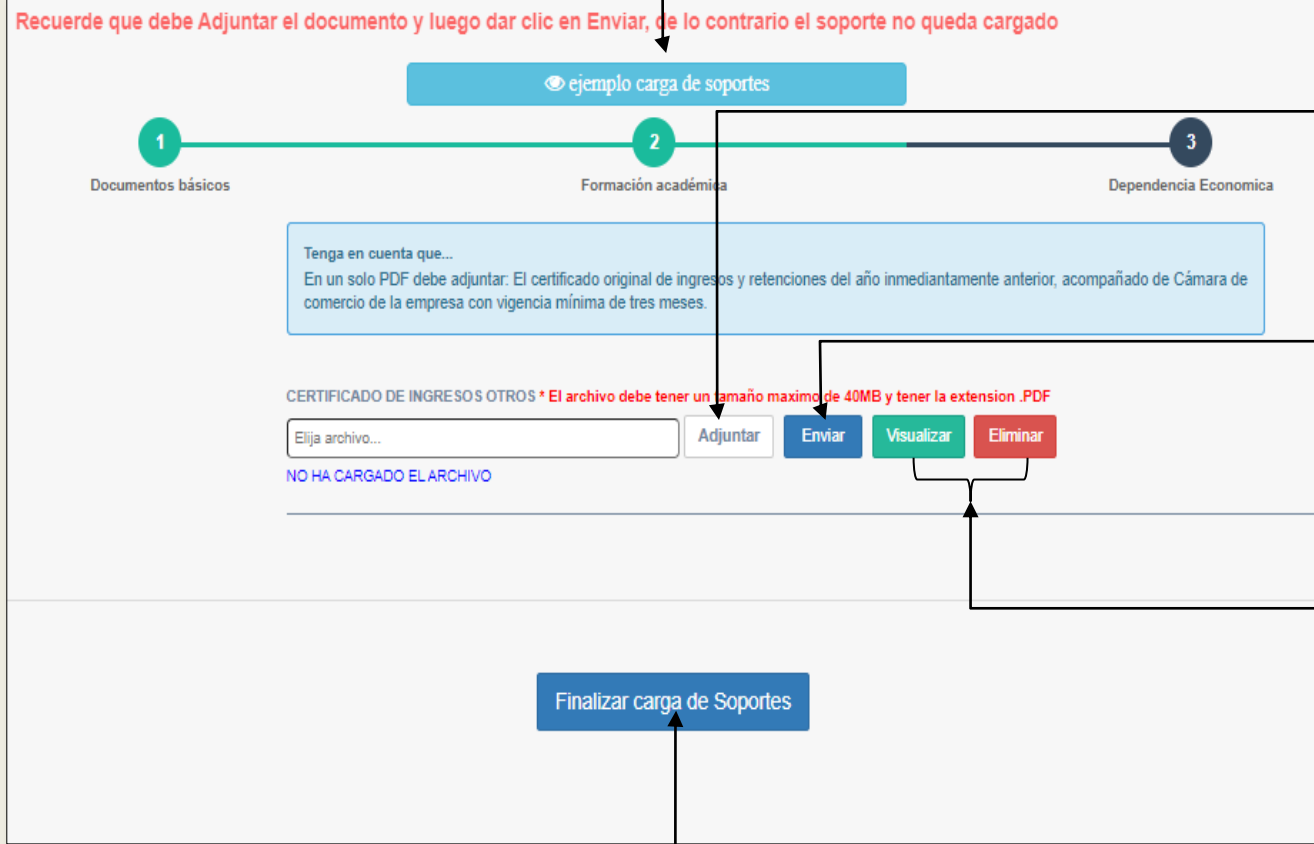 Recuerde que debe Adjuntar el documento y luego dar clic en Enviar, de lo contrario el soporte no queda cargado
ejemplo carga de soportes
1
2
3
Documentos básicos
Formación académica
Dependencia Economica
Tenga en cuenta que...
En un solo PDF debe adjuntar: El certificado original de ingresos y retenciones del año inmediantamente anterior, acompañado de Cámara de
comercio de la empresa con vigencia mínima de tres meses.
CERTIFICADO DE INGRESOS OTROS * El archivo debe tener un tamaño maximo de 40MB y tener la extension .PDF
Elija archivo... Adjuntar Enviar Visualizar Eliminar
NO HA CARGADO EL ARCHIVO
Finalizar carga de Soportes